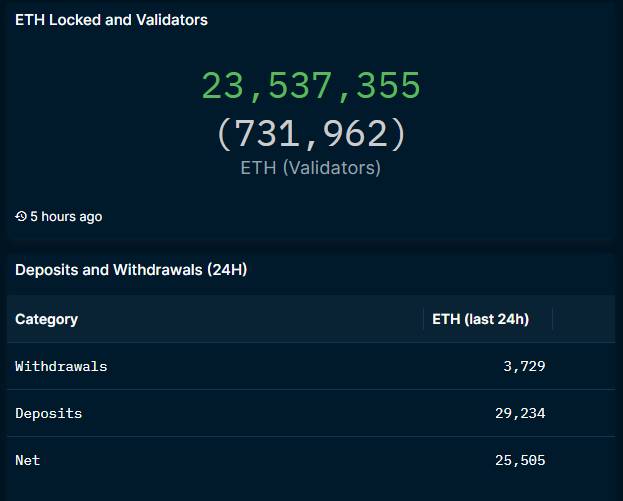 ETH Locked and Validators
23,537,355
(731,962)
ETH (Validators)
5 hours ago
Deposits and Withdrawals (24H)
Category ETH (last 24h)
Withdrawals 3,729
Deposits 29,234
Net 25,505